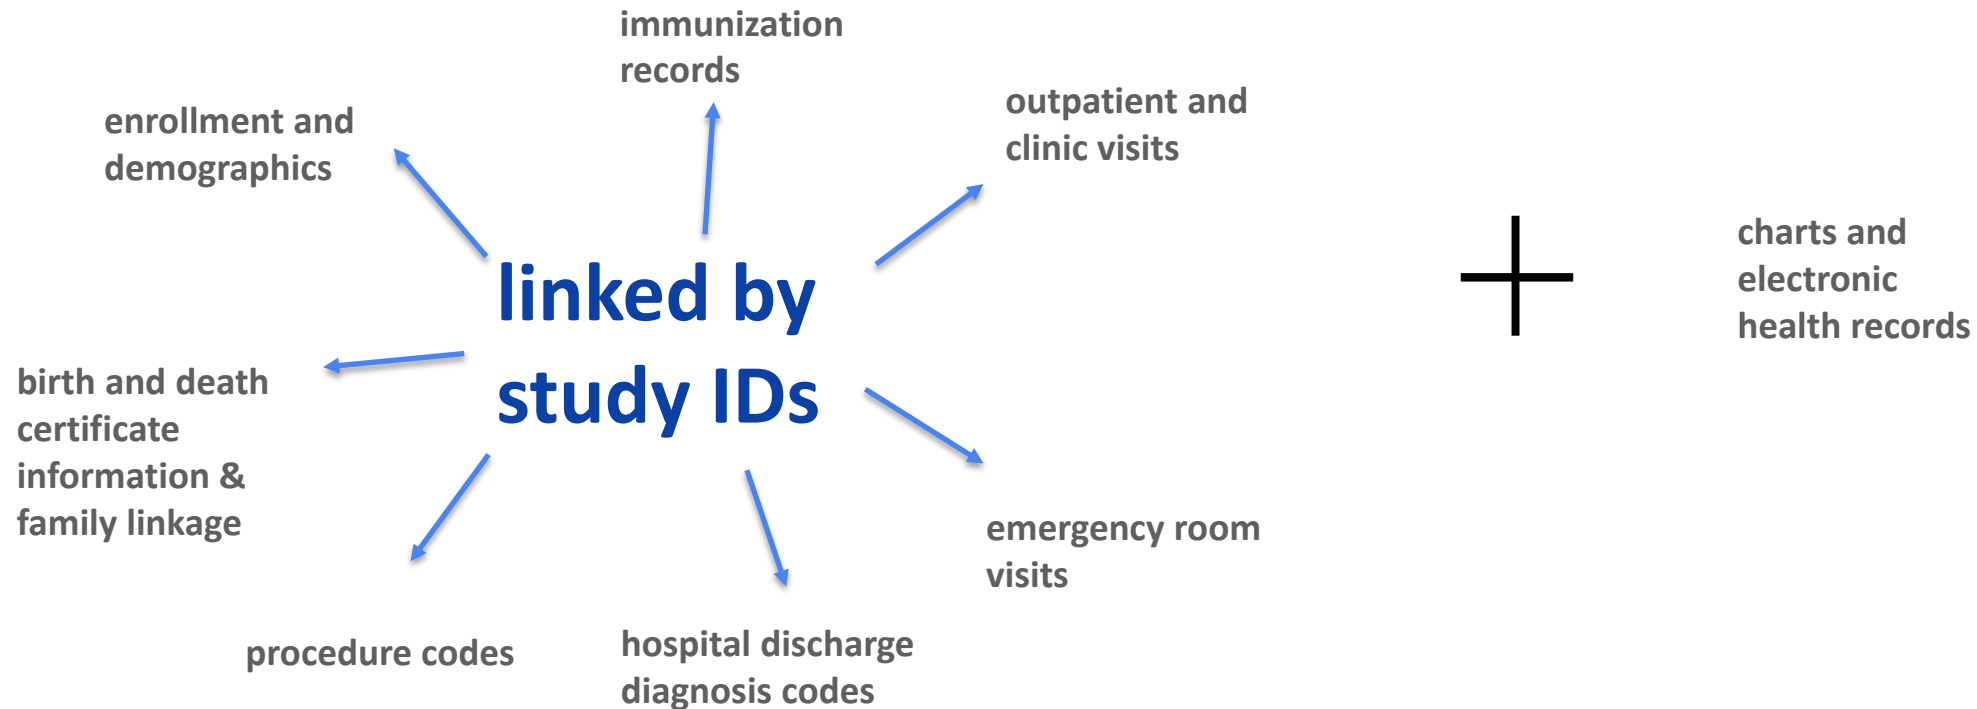 immunization
records
enrollment and
demographics
outpatient and
clinic visits
linked by
study IDs
charts and
electronic
health records
birth and death
certificate
information &
family linkage
emergency room
visits
procedure codes
hospital discharge
diagnosis codes